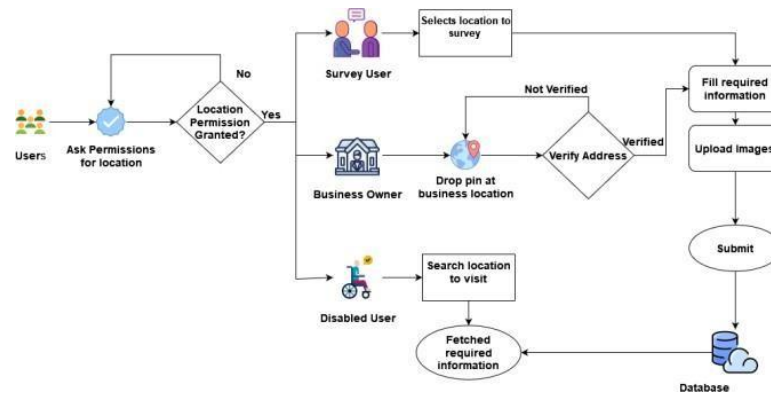 Users
Ask Permissions
for location
No
Location
Permission
Granted?
Yes
Survey User
Selects location to
survey
Business Owner
Drop pin at
business location
Not Verified
Verify Address
Verified
Fill required
information
Upload images
Submit
Disabled User
Search location
to visit
Fetched
required
information
Database